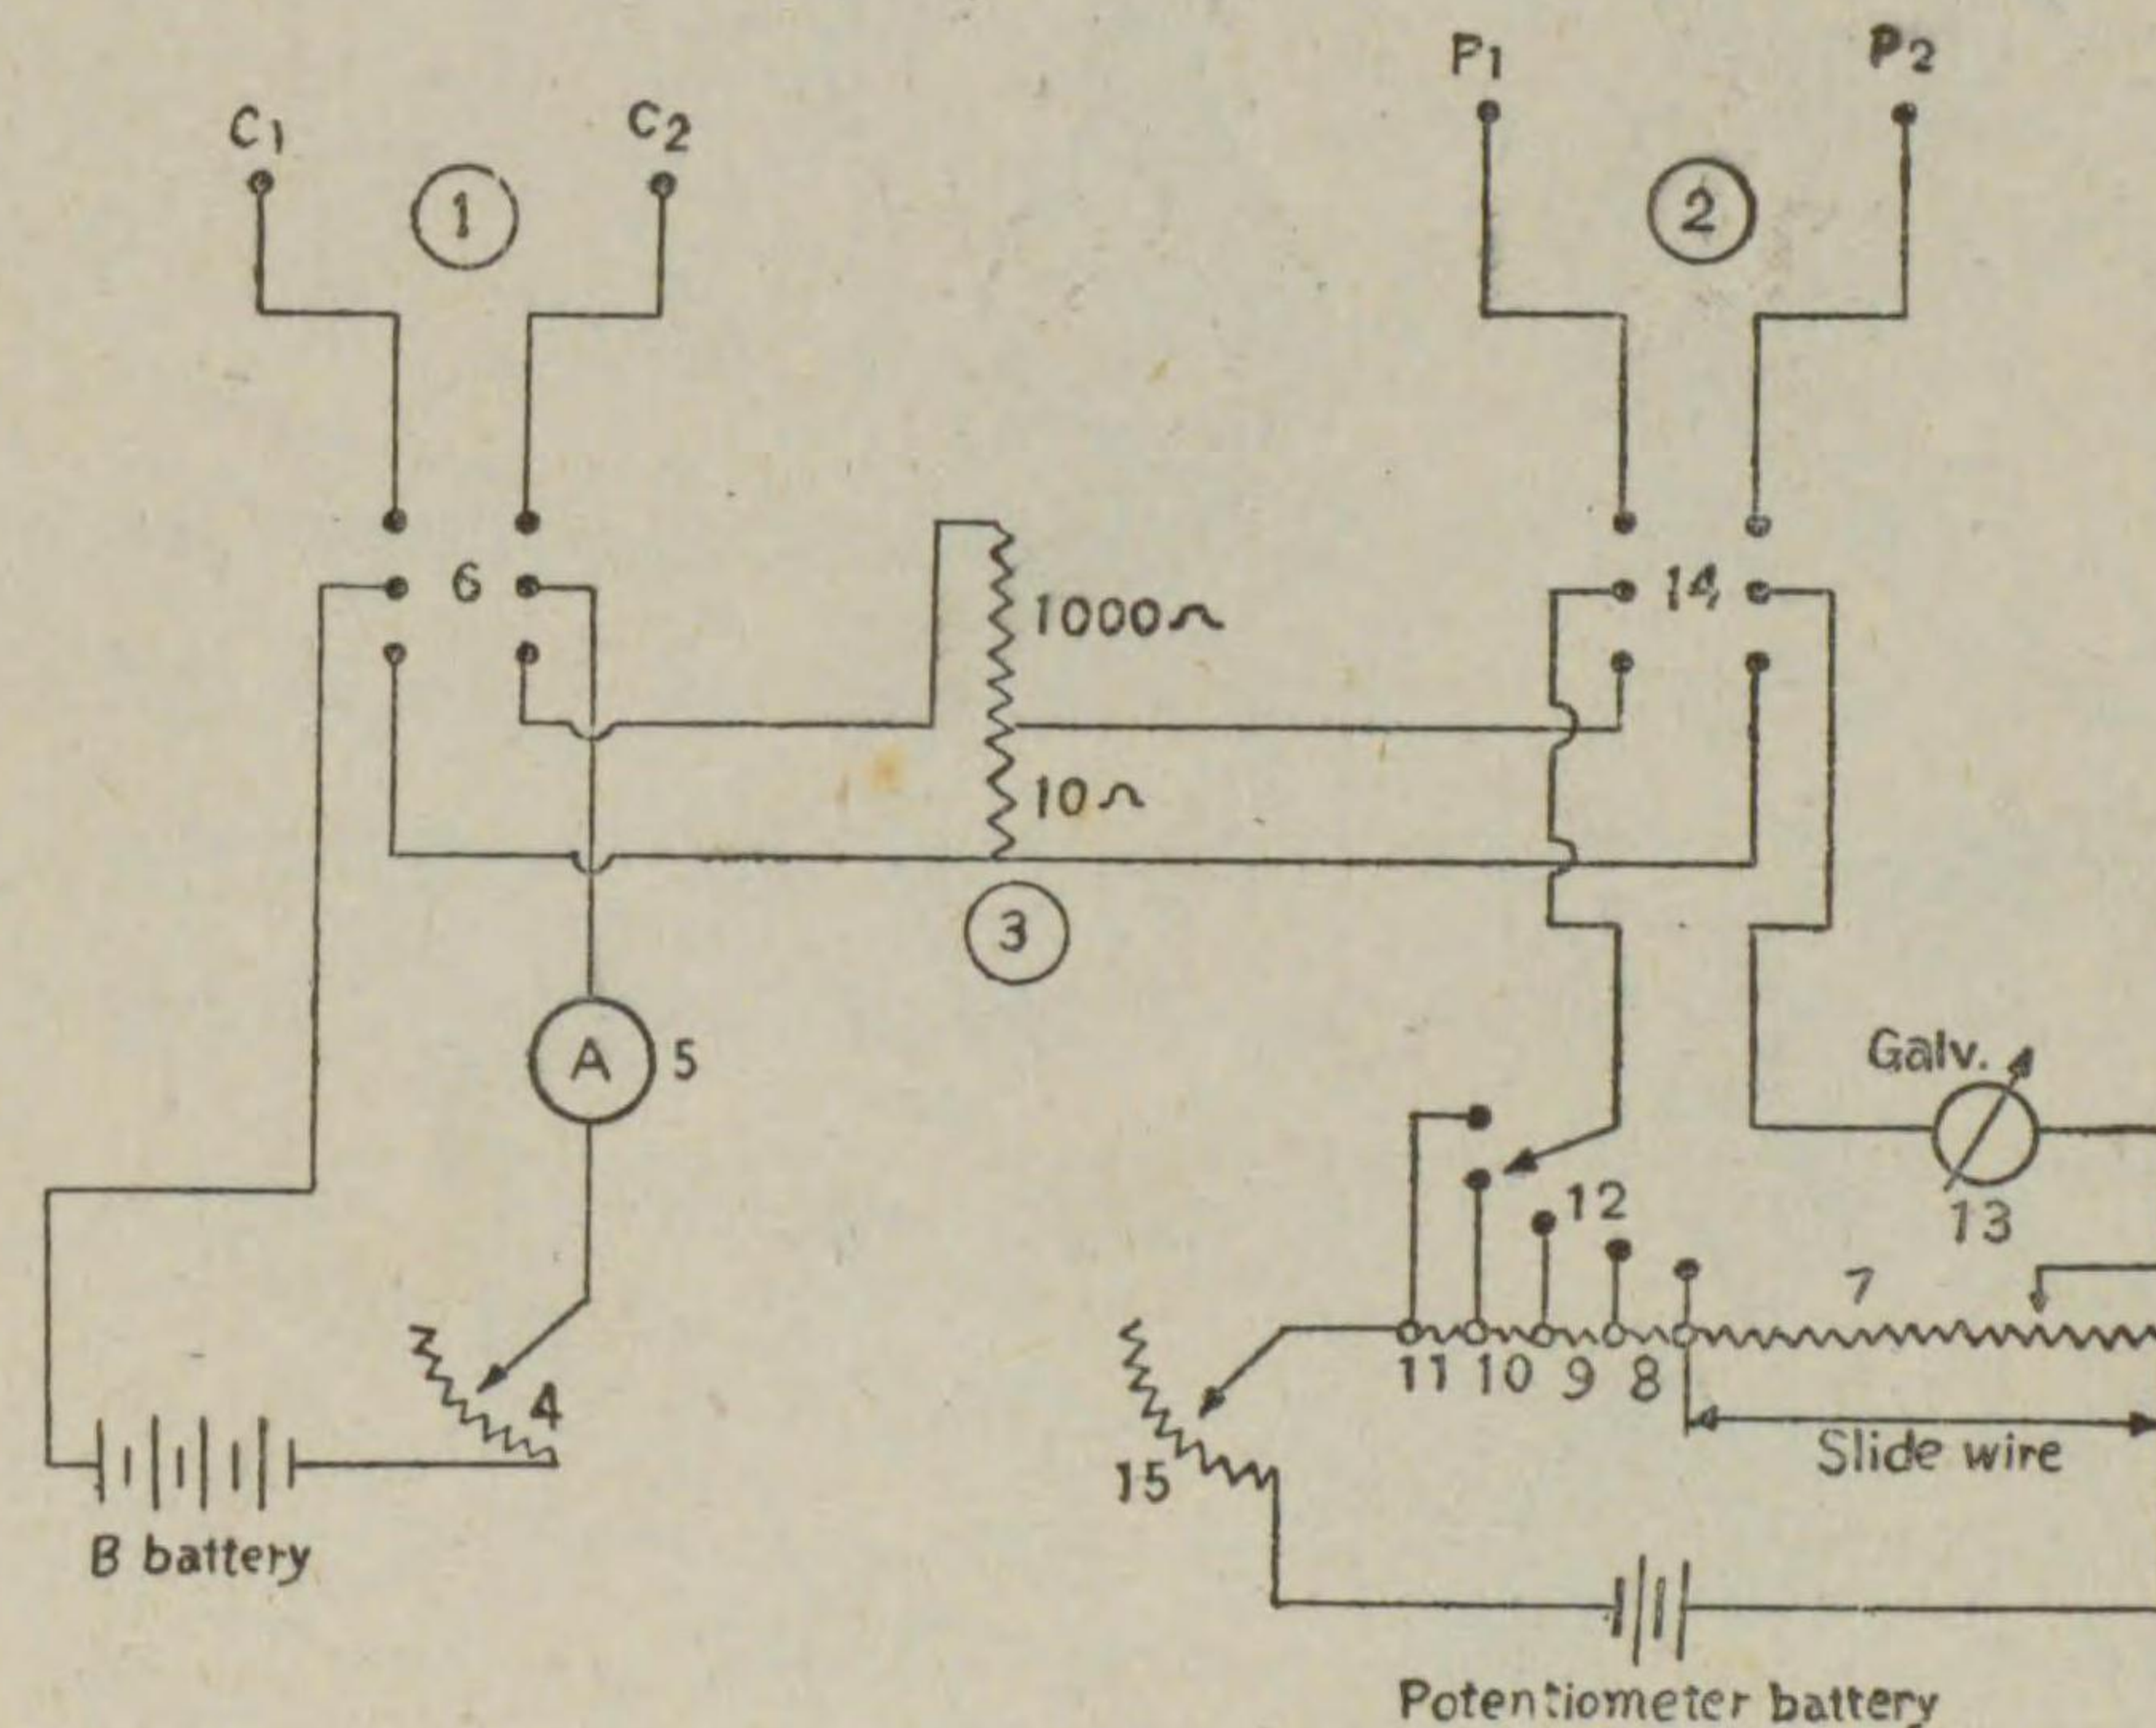 P1
P2
C1
C2
1
2
6
14
1000Ω
10Ω
3
A
5
Galv.
13
12
7
11
10
9
8
4
15
Slide wire
B battery
Potentiometer battery